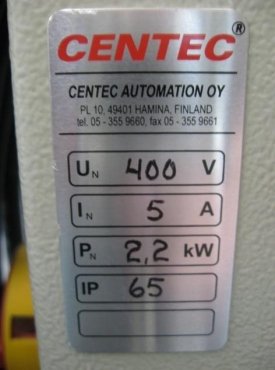 CENTEC®
CENTEC AUTOMATION OY
PL 10, 49401 HAMINA, FINLAND
tel. 05 - 355 9660, fax 05 - 355 9661
UN 400 V
IN 5 A
PN 2,2 kW
IP 65